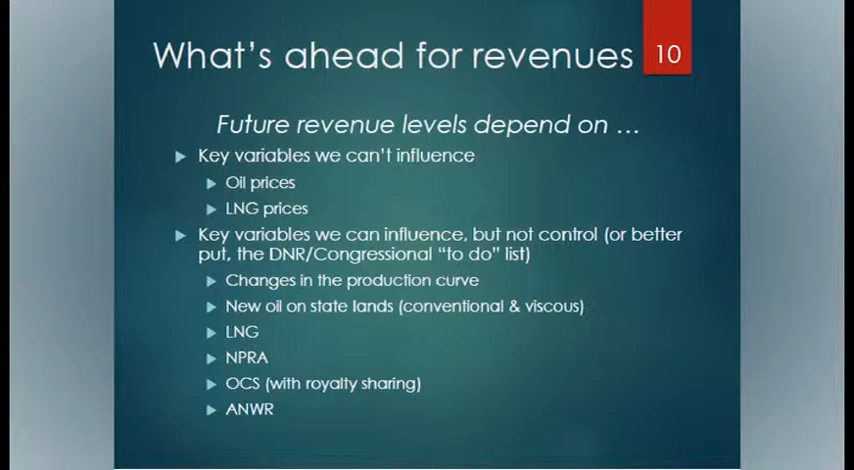 What's ahead for revenues
10
Future revenue levels depend on …
Key variables we can't influence
Oil prices
LNG prices
Key variables we can influence, but not control (or better
put, the DNR/Congressional “to do” list)
Changes in the production curve
New oil on state lands (conventional & viscous)
LNG
NPRA
OCS (with royalty sharing)
ANWR